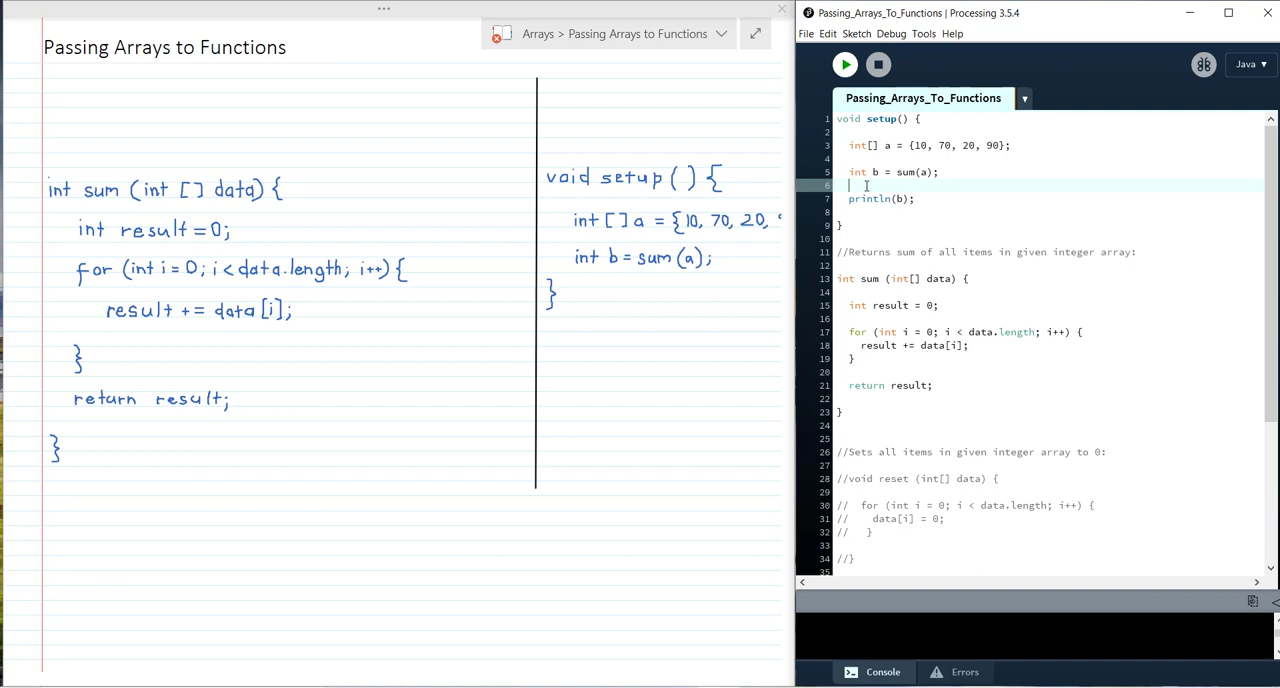 Passing Arrays to Functions
Arrays > Passing Arrays to Functions
int sum (int [] data) {
int result = 0;
for (int i = 0; i < data.length; i++) {
result += data [i];
}
return result;
}
void setup ( ) {
int [ ] a = {10, 70, 20,
int b = sum (a);
}
Passing_Arrays_To_Functions | Processing 3.5.4
File Edit Sketch Debug Tools Help
Java ▼
Passing_Arrays_To_Functions ▼
1 void setup() {
2
3 int[] a = {10, 70, 20, 90};
4
5 int b = sum(a);
6
7 println(b);
8
9 }
10
11 //Returns sum of all items in given integer array:
12
13 int sum (int[] data) {
14
15 int result = 0;
16
17 for (int i = 0; i < data.length; i++) {
18 result += data[i];
19 }
20
21 return result;
22
23 }
24
25
26 //Sets all items in given integer array to 0:
27
28 //void reset (int[] data) {
29
30 // for (int i = 0; i < data.length; i++) {
31 // data[i] = 0;
32 // }
33
34 //}
35
Console Errors